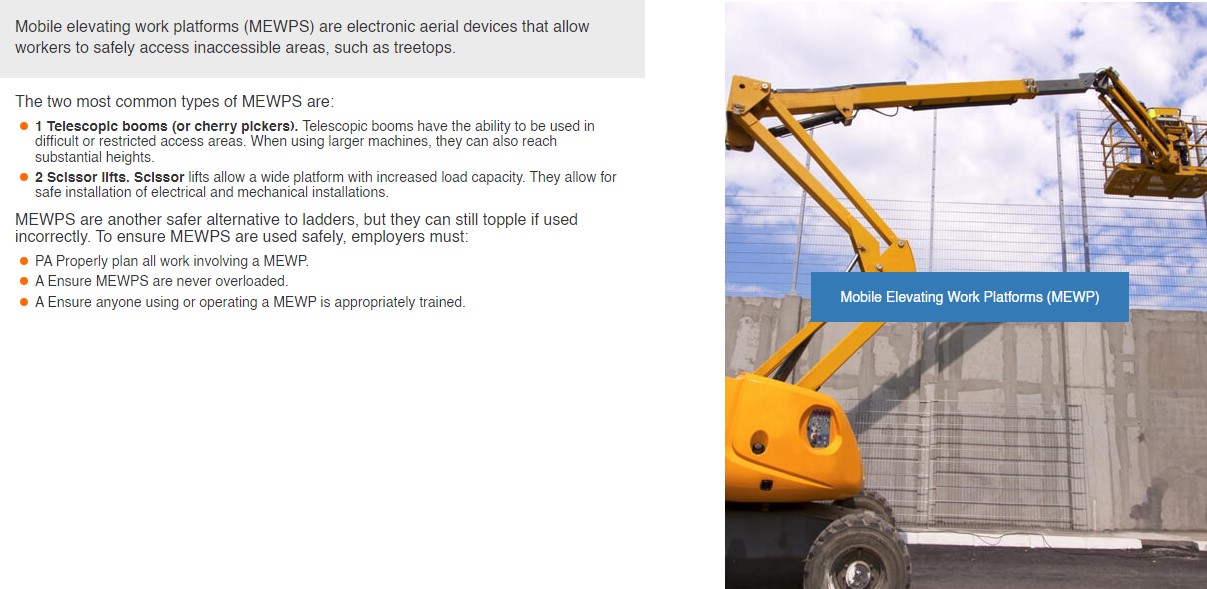 Mobile elevating work platforms (MEWPS) are electronic aerial devices that allow
workers to safely access inaccessible areas, such as treetops.
The two most common types of MEWPS are:
1 Telescopic booms (or cherry pickers). Telescopic booms have the ability to be used in
difficult or restricted access areas. When using larger machines, they can also reach
substantial heights.
2 Scissor lifts. Scissor lifts allow a wide platform with increased load capacity. They allow for
safe installation of electrical and mechanical installations.
MEWPS are another safer alternative to ladders, but they can still topple if used
incorrectly. To ensure MEWPS are used safely, employers must:
PA Properly plan all work involving a MEWP.
A Ensure MEWPS are never overloaded.
A Ensure anyone using or operating a MEWP is appropriately trained.
Mobile Elevating Work Platforms (MEWP)